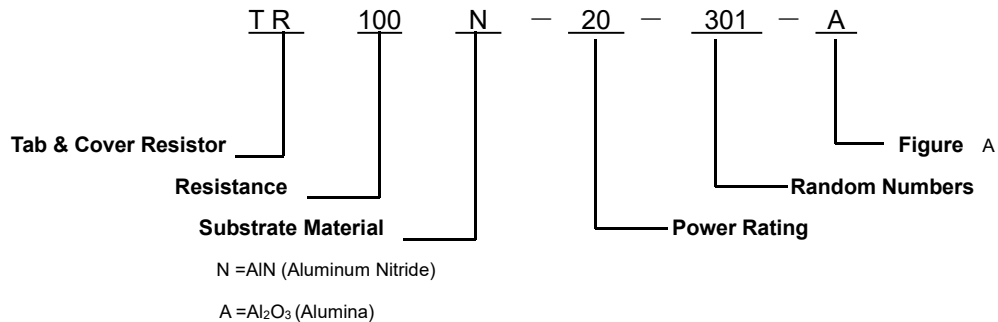 TR 100 N － 20 － 301 － A
Tab & Cover Resistor
Figure A
Resistance
Random Numbers
Substrate Material
Power Rating
N =AlN (Aluminum Nitride)
A =Al₂O₃ (Alumina)